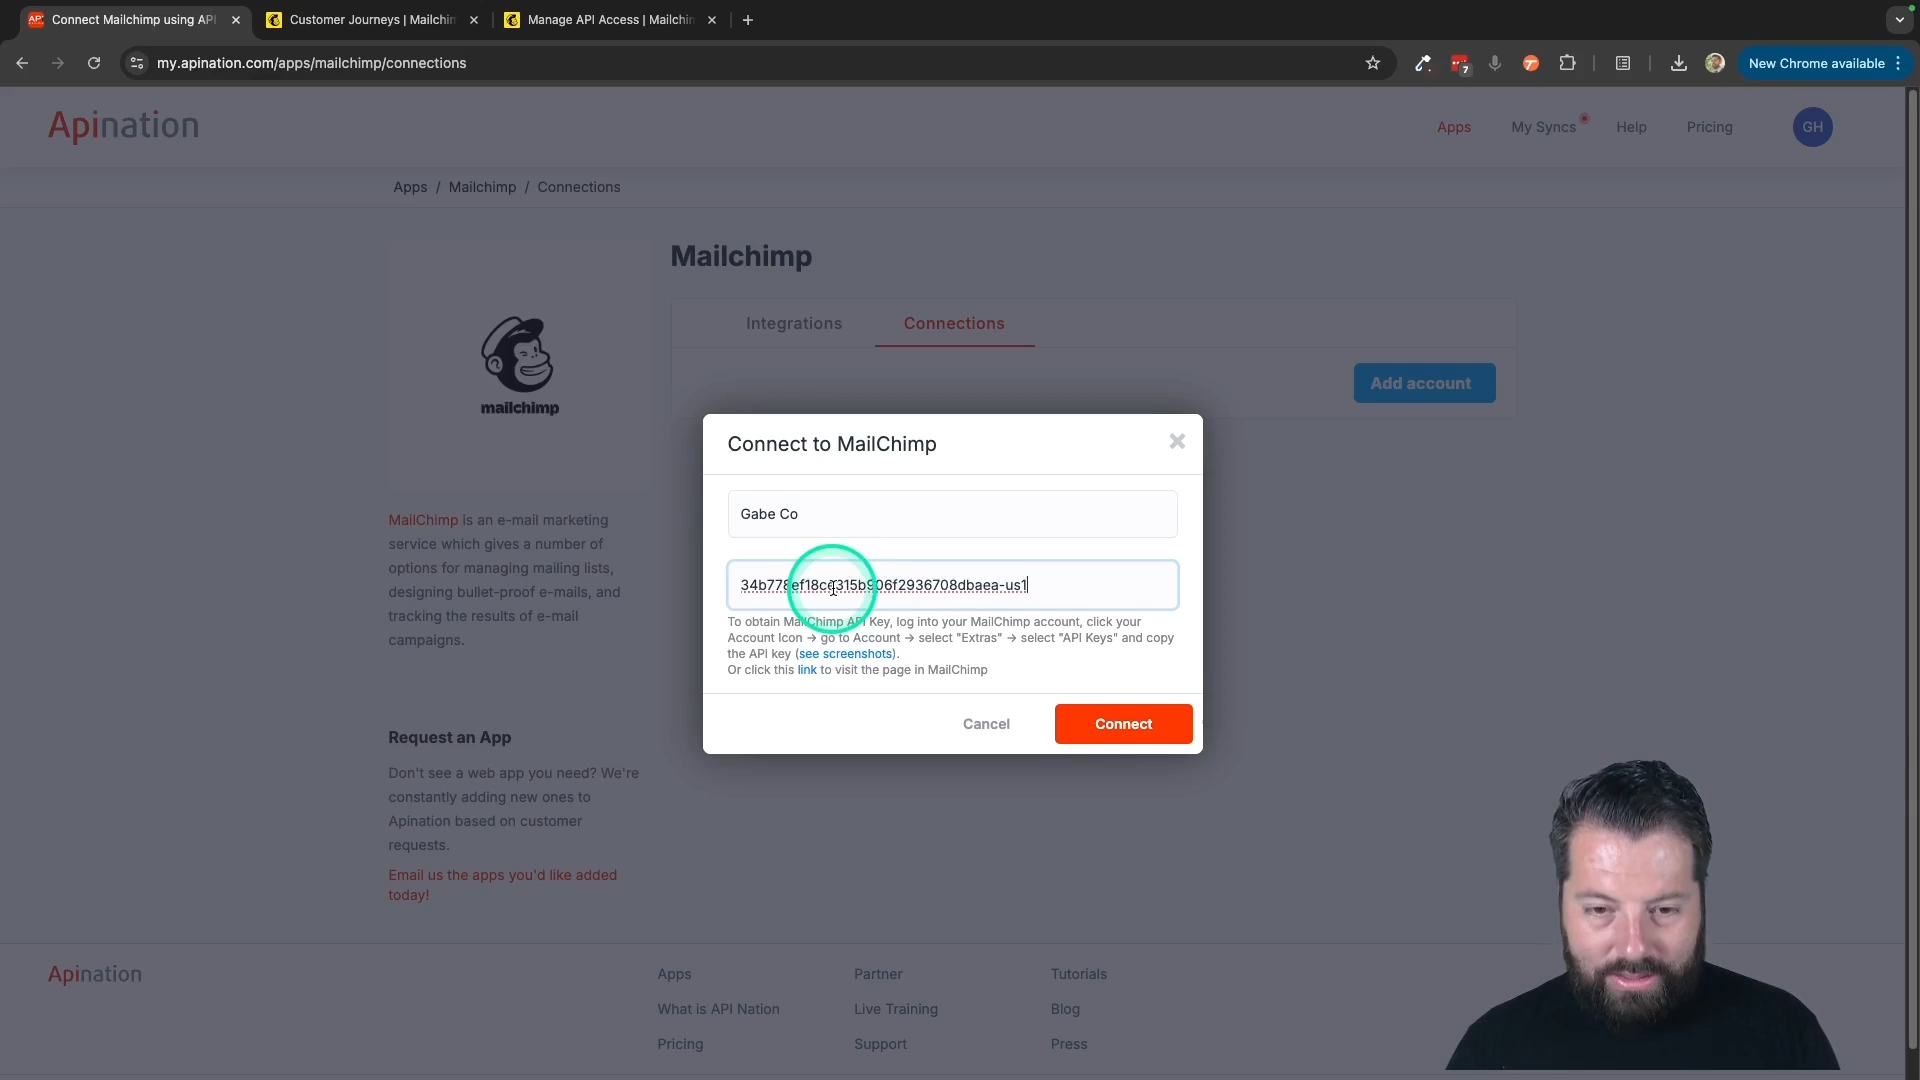 Connect Mailchimp using API
Customer Journeys | Mailchim
Manage API Access | Mailchim
my.apination.com/apps/mailchimp/connections
7
New Chrome available
Apination
Apps
My Syncs
Help
Pricing
GH
Apps / Mailchimp / Connections
Mailchimp
Integrations
Connections
Add account
mailchimp
MailChimp is an e-mail marketing
service which gives a number of
options for managing mailing lists,
designing bullet-proof e-mails, and
tracking the results of e-mail
campaigns.
Request an App
Don't see a web app you need? We're
constantly adding new ones to
Apination based on customer
requests.
Email us the apps you'd like added
today!
Connect to MailChimp
Gabe Co
34b778ef18ce315b906f2936708dbaea-us1
To obtain MailChimp API Key, log into your MailChimp account, click your
Account Icon → go to Account → select "Extras" → select "API Keys" and copy
the API key (see screenshots).
Or click this link to visit the page in MailChimp
Cancel
Connect
Apination
Apps
Partner
Tutorials
What is API Nation
Live Training
Blog
Pricing
Support
Press